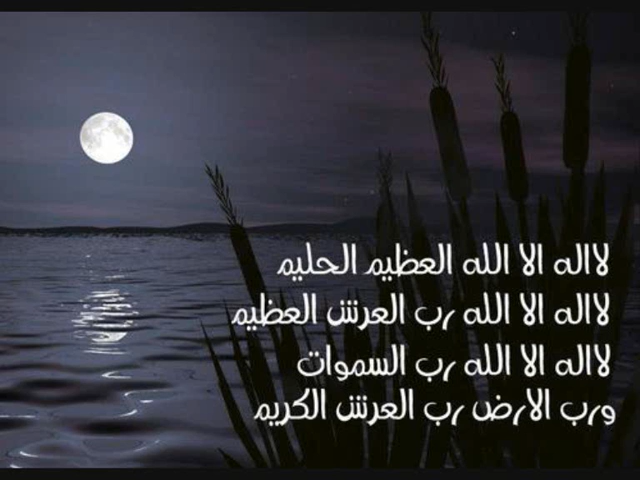 لااله الا الله العظيم الحليم
لااله الا الله رب العرش العظيم
لااله الا الله رب السموات
ورب الارض رب العرش الكريم